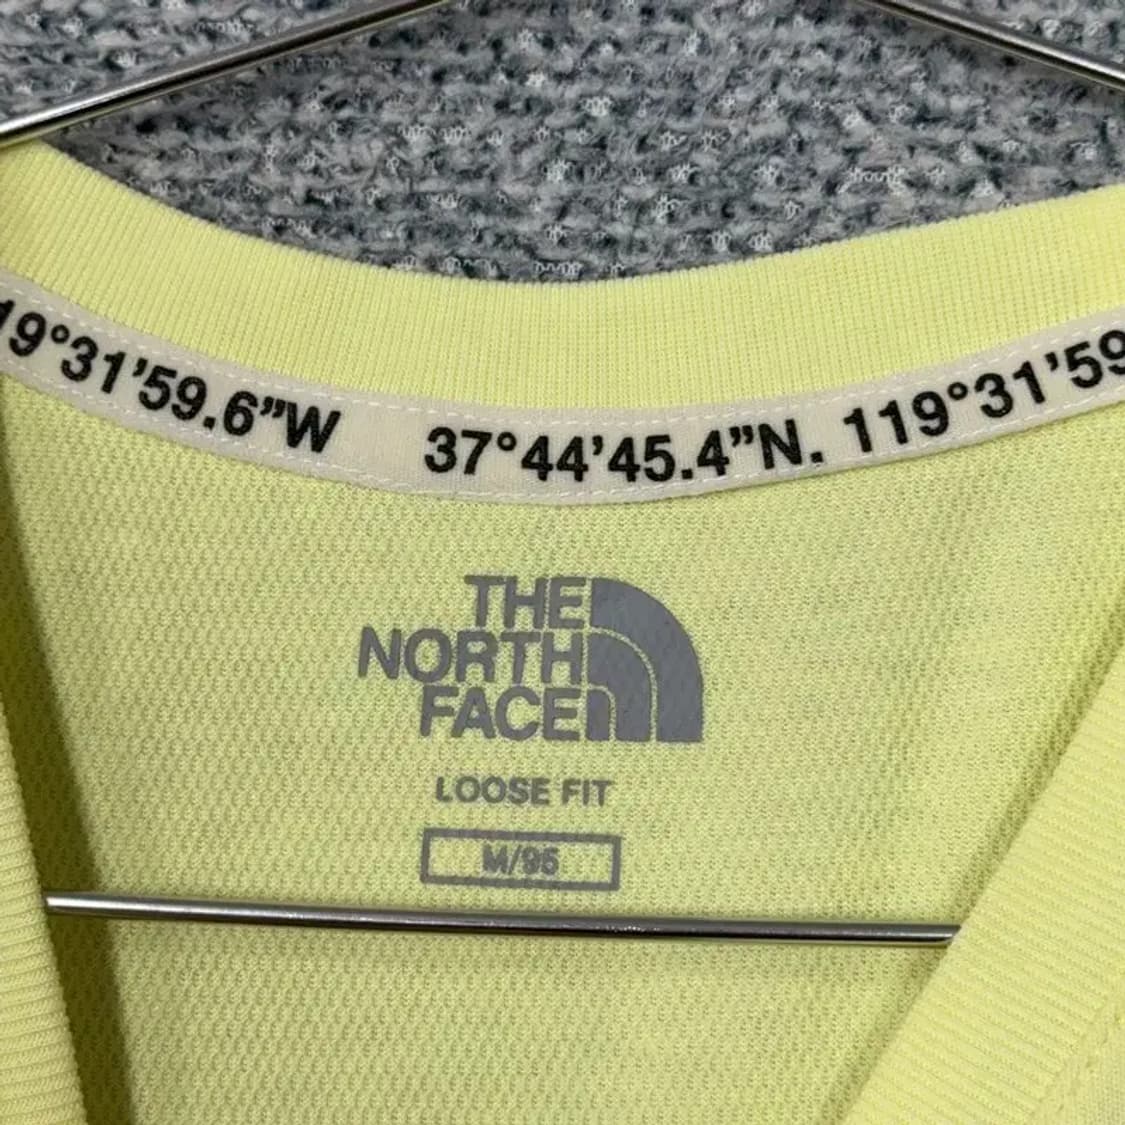 19°31’59.6”W 37°44’45.4”N. 119°31’59
THE
NORTH
FACE
LOOSE FIT
M/95